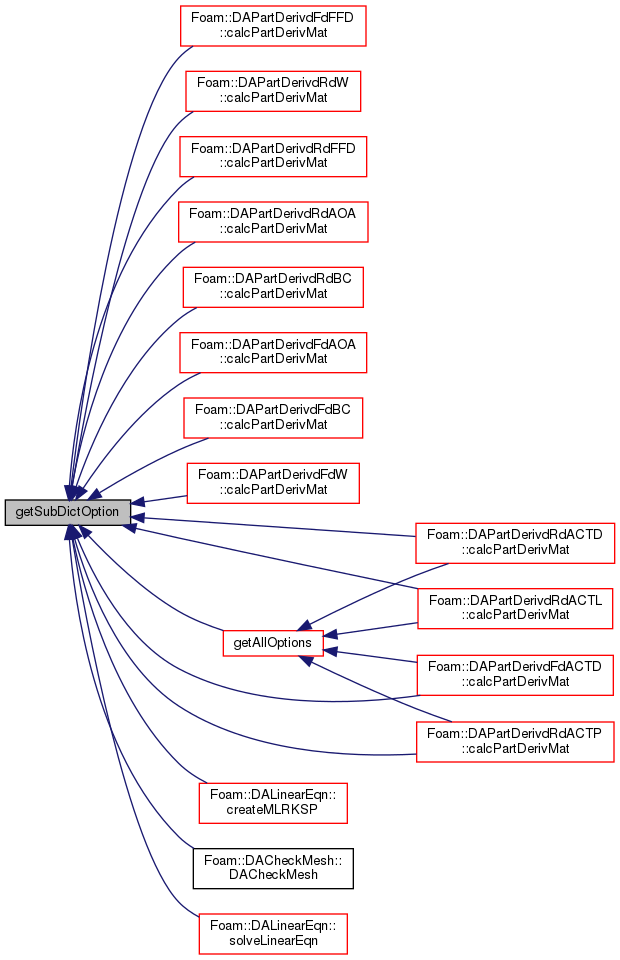 Foam::DAPartDerivdFdFFD
::calcPartDerivMat
Foam::DAPartDerivdRdW
::calcPartDerivMat
Foam::DAPartDerivdRdFFD
::calcPartDerivMat
Foam::DAPartDerivdRdAOA
::calcPartDerivMat
Foam::DAPartDerivdRdBC
::calcPartDerivMat
Foam::DAPartDerivdFdAOA
::calcPartDerivMat
Foam::DAPartDerivdFdBC
::calcPartDerivMat
Foam::DAPartDerivdFdW
::calcPartDerivMat
getSubDictOption
Foam::DAPartDerivdRdACTD
::calcPartDerivMat
Foam::DAPartDerivdRdACTL
::calcPartDerivMat
getAllOptions
Foam::DAPartDerivdFdACTD
::calcPartDerivMat
Foam::DAPartDerivdRdACTP
::calcPartDerivMat
Foam::DALinearEqn::
createMLRKSP
Foam::DACheckMesh::
DACheckMesh
Foam::DALinearEqn::
solveLinearEqn